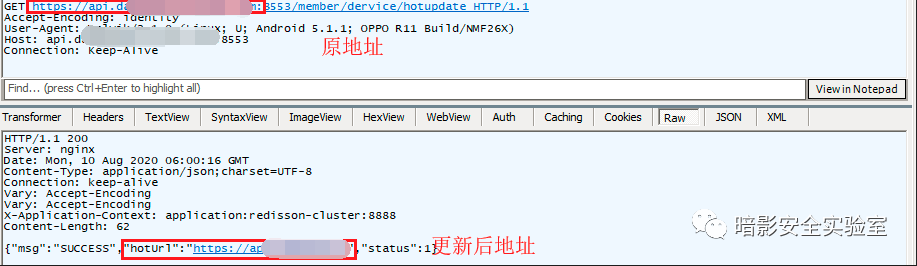 GET https://api.da :8553/member/dervice/hotupdate HTTP/1.1
Accept-Encoding: identity
User-Agent: (Linux; U; Android 5.1.1; OPPO R11 Build/NMF26X)
Host: api.d 8553
Connection: Keep-Alive
原地址
Find... (press Ctrl+Enter to highlight all)
View in Notepad
Transformer Headers TextView SyntaxView ImageView HexView WebView Auth Caching Cookies Raw JSON XML
HTTP/1.1 200
Server: nginx
Date: Mon, 10 Aug 2020 06:00:16 GMT
Content-Type: application/json;charset=UTF-8
Connection: keep-alive
Vary: Accept-Encoding
Vary: Accept-Encoding
X-Application-Context: application:redisson-cluster:8888
Content-Length: 62
{"msg":"SUCCESS","hotUrl":"https://ap ","status":1}
更新后地址
暗影安全实验室